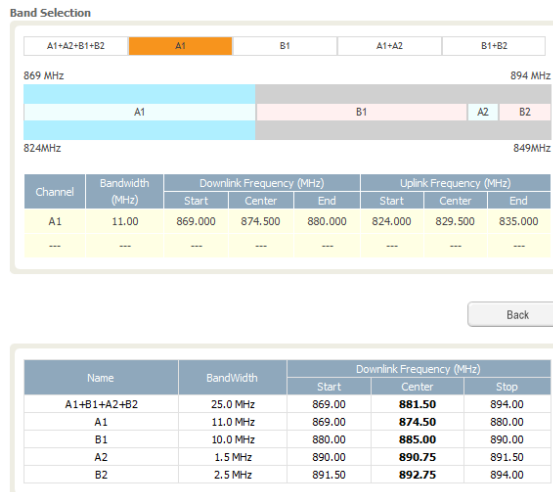 Band Selection
A1+A2+B1+B2 A1 B1 A1+A2 B1+B2
869 MHz 894 MHz
A1 B1 A2 B2
824MHz 849MHz
Channel Bandwidth (MHz) Downlink Frequency (MHz) Uplink Frequency (MHz)
Start Center End Start Center End
A1 11.00 869.000 874.500 880.000 824.000 829.500 835.000
--- --- --- --- --- --- --- ---
Back
Name BandWidth Downlink Frequency (MHz)
Start Center Stop
A1+B1+A2+B2 25.0 MHz 869.00 881.50 894.00
A1 11.0 MHz 869.00 874.50 880.00
B1 10.0 MHz 880.00 885.00 890.00
A2 1.5 MHz 890.00 890.75 891.50
B2 2.5 MHz 891.50 892.75 894.00